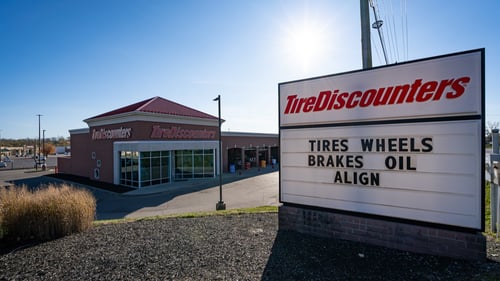 TireDiscounters
TIRES WHEELS
BRAKES OIL
ALIGN
TireDiscounters
TireDiscounters